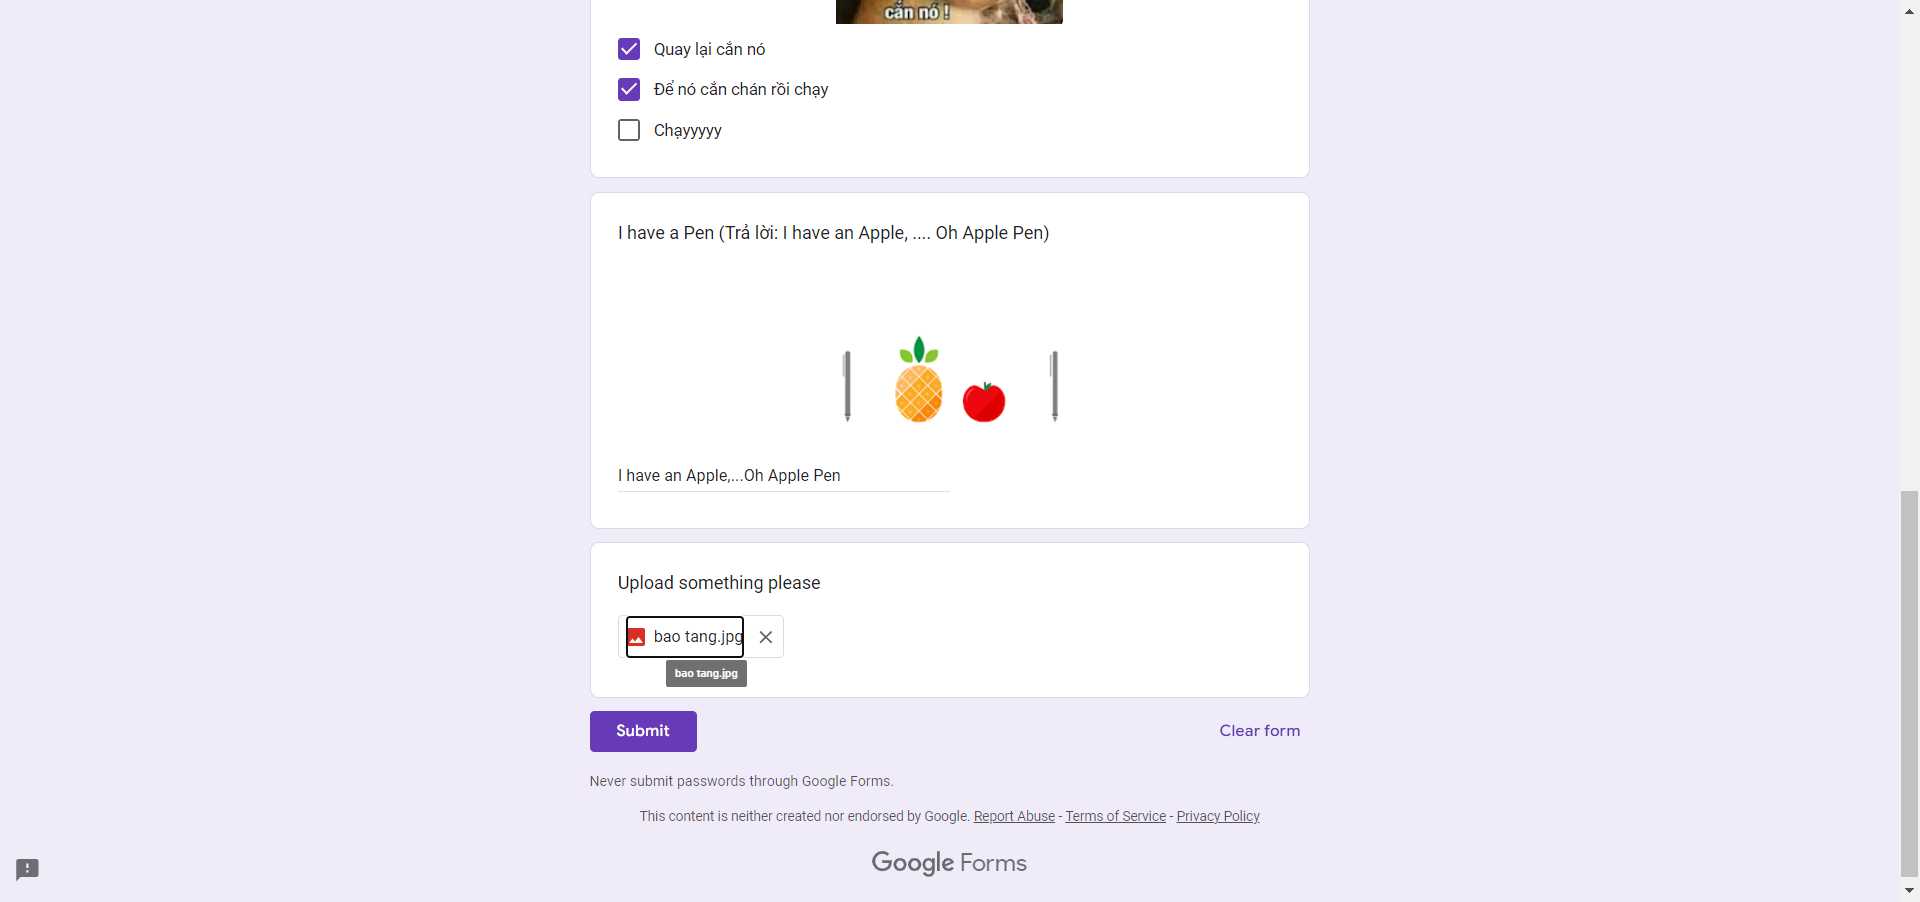 cắn nó !
Quay lại cắn nó
Để nó cắn chán rồi chạy
Chạyyyyy
I have a Pen (Trả lời: I have an Apple, .... Oh Apple Pen)
I have an Apple,...Oh Apple Pen
Upload something please
bao tang.jpg
bao tang.jpg
Submit
Clear form
Never submit passwords through Google Forms.
This content is neither created nor endorsed by Google. Report Abuse - Terms of Service - Privacy Policy
Google Forms